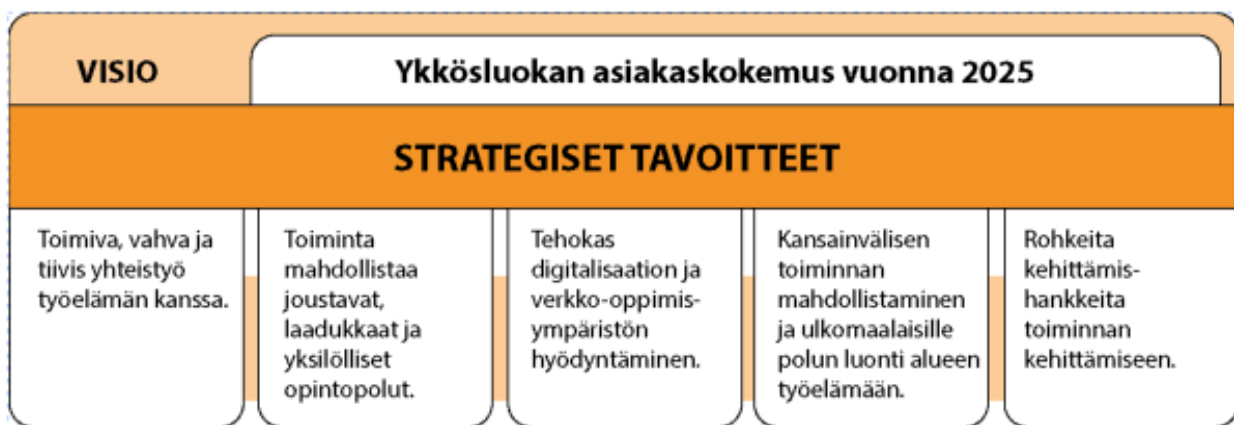 VISIO
Ykkösluokan asiakaskokemus vuonna 2025
STRATEGISET TAVOITTEET
Toimiva, vahva ja
tiivis yhteistyö
työelämän kanssa.
Toiminta
mahdollistaa
joustavat,
laadukkaat ja
yksilölliset
opintopolut.
Tehokas
digitalisaation ja
verkko-oppimis-
ympäristön
hyödyntäminen.
Kansainvälisen
toiminnan
mahdollistaminen
ja ulkomaalaisille
polun luonti alueen
työelämään.
Rohkeita
kehittämis-
hankkeita
toiminnan
kehittämiseen.